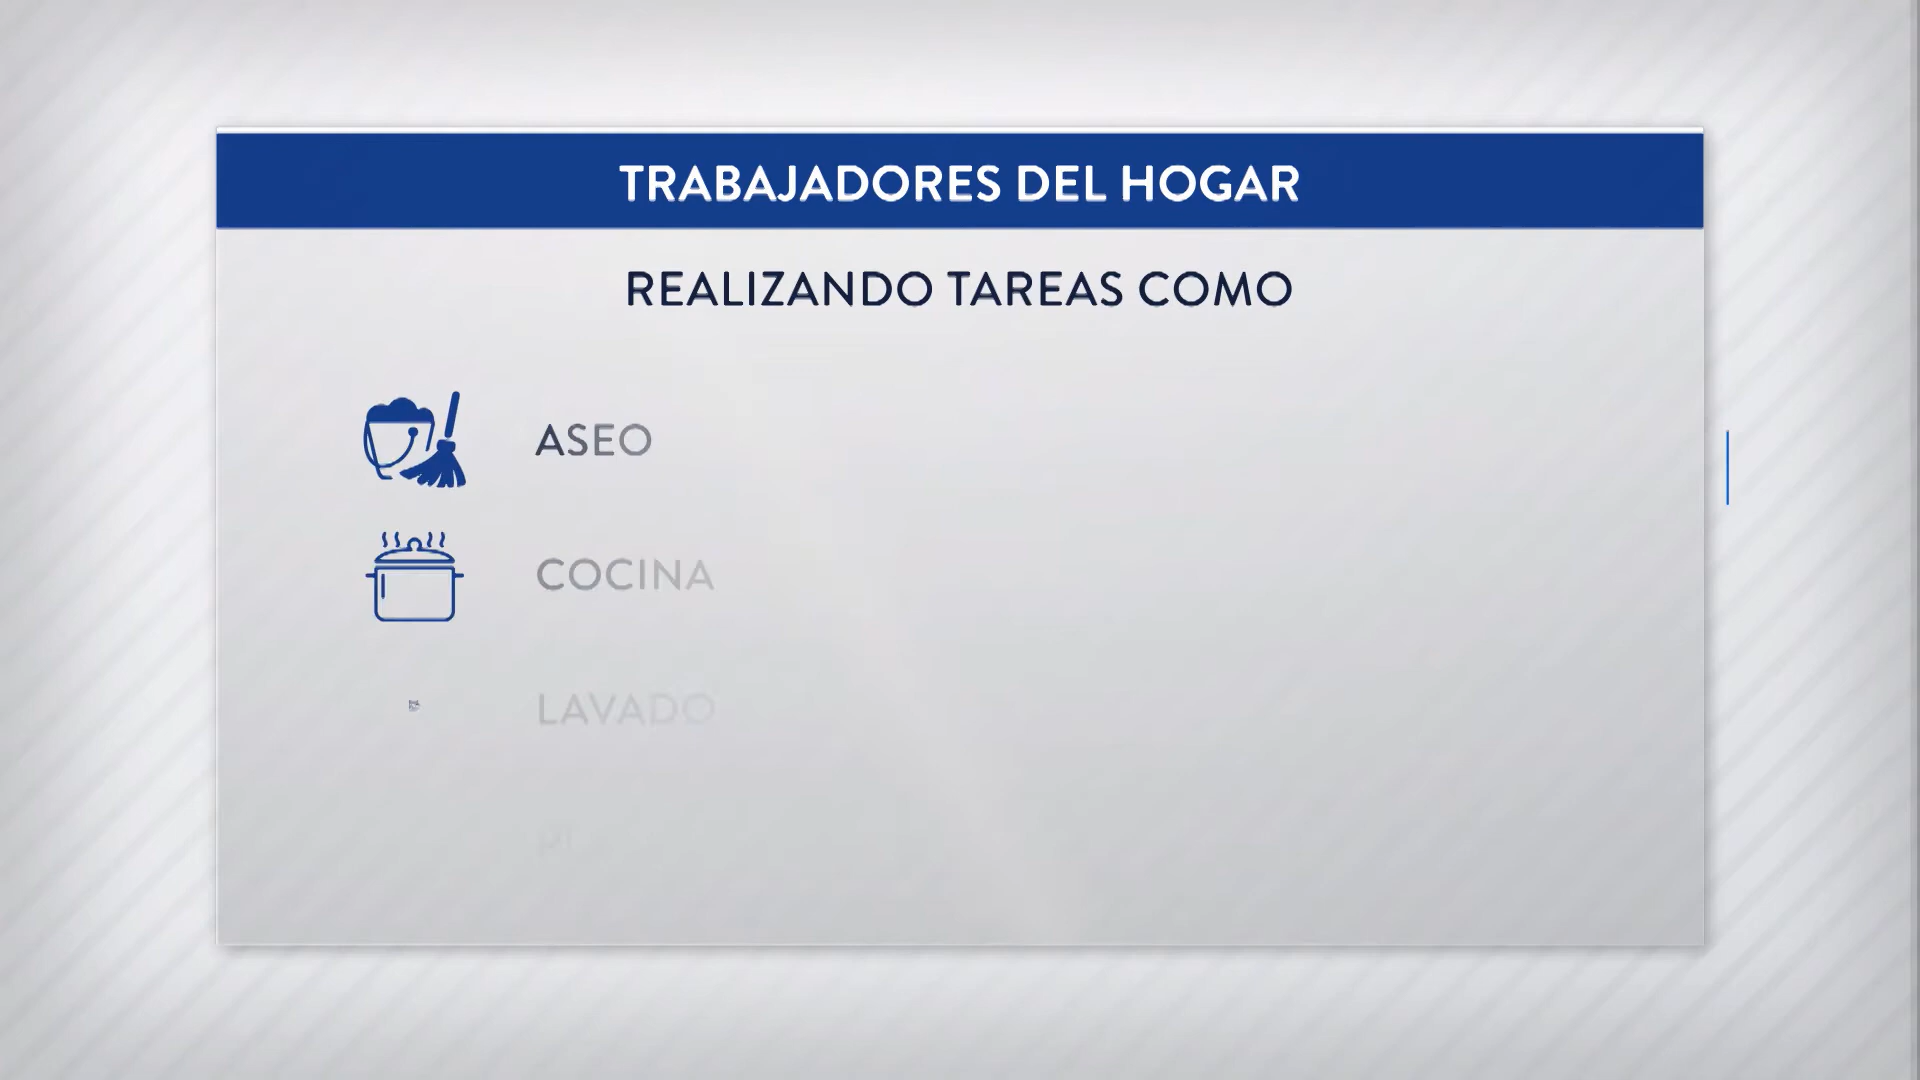 TRABAJADORES DEL HOGAR
REALIZANDO TAREAS COMO
ASEO
COCINA
LAVADO